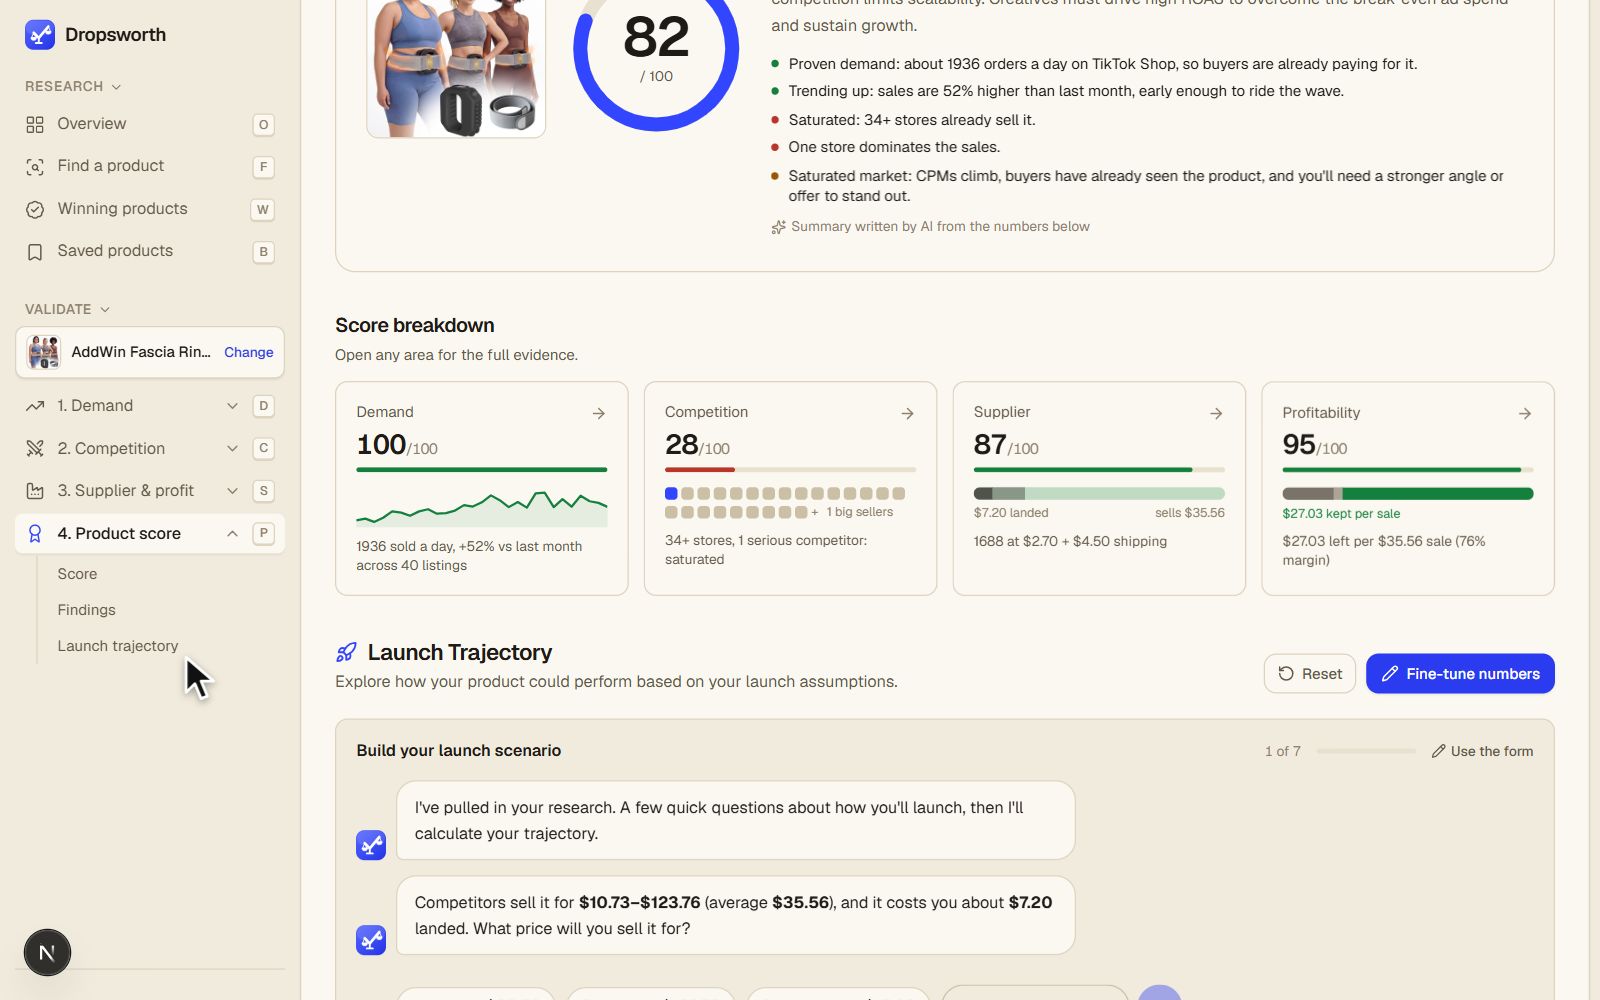 Dropsworth
RESEARCH
Overview O
Find a product F
Winning products W
Saved products B
VALIDATE
AddWin Fascia Rin... Change
1. Demand D
2. Competition C
3. Supplier & profit S
4. Product score P
Score
Findings
Launch trajectory
N
82
/ 100
and sustain growth.
Proven demand: about 1936 orders a day on TikTok Shop, so buyers are already paying for it.
Trending up: sales are 52% higher than last month, early enough to ride the wave.
Saturated: 34+ stores already sell it.
One store dominates the sales.
Saturated market: CPMs climb, buyers have already seen the product, and you'll need a stronger angle or
offer to stand out.
Summary written by AI from the numbers below
Score breakdown
Open any area for the full evidence.
Demand
100/100
1936 sold a day, +52% vs last month
across 40 listings
Competition
28/100
+ 1 big sellers
34+ stores, 1 serious competitor:
saturated
Supplier
87/100
$7.20 landed sells $35.56
1688 at $2.70 + $4.50 shipping
Profitability
95/100
$27.03 kept per sale
$27.03 left per $35.56 sale (76%
margin)
Launch Trajectory
Explore how your product could perform based on your launch assumptions.
Reset
Fine-tune numbers
Build your launch scenario
1 of 7
Use the form
I've pulled in your research. A few quick questions about how you'll launch, then I'll
calculate your trajectory.
Competitors sell it for $10.73–$123.76 (average $35.56), and it costs you about $7.20
landed. What price will you sell it for?